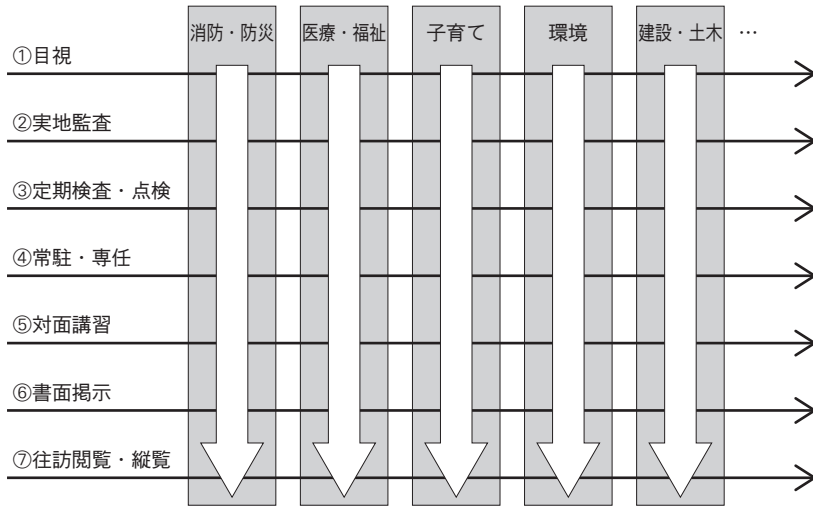 消防・防災
医療・福祉
子育て
環境
建設・土木
…
①目視
②実地監査
③定期検査・点検
④常駐・専任
⑤対面講習
⑥書面掲示
⑦往訪閲覧・縦覧